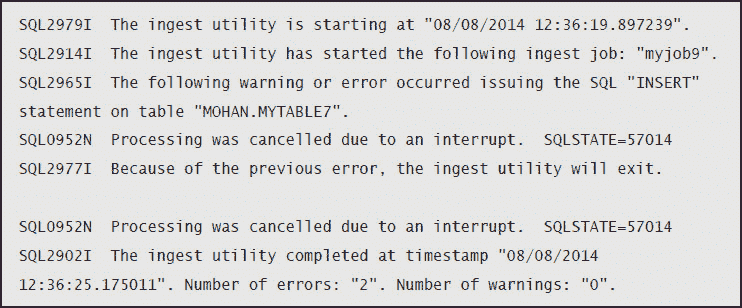 SQL2979I  The ingest utility is starting at "08/08/2014 12:36:19.897239".
SQL2914I  The ingest utility has started the following ingest job: "myjob9".
SQL2965I  The following warning or error occurred issuing the SQL "INSERT"
statement on table "MOHAN.MYTABLE7".
SQL0952N  Processing was cancelled due to an interrupt.  SQLSTATE=57014
SQL2977I  Because of the previous error, the ingest utility will exit.

SQL0952N  Processing was cancelled due to an interrupt.  SQLSTATE=57014
SQL2902I  The ingest utility completed at timestamp "08/08/2014
12:36:25.175011". Number of errors: "2". Number of warnings: "0".